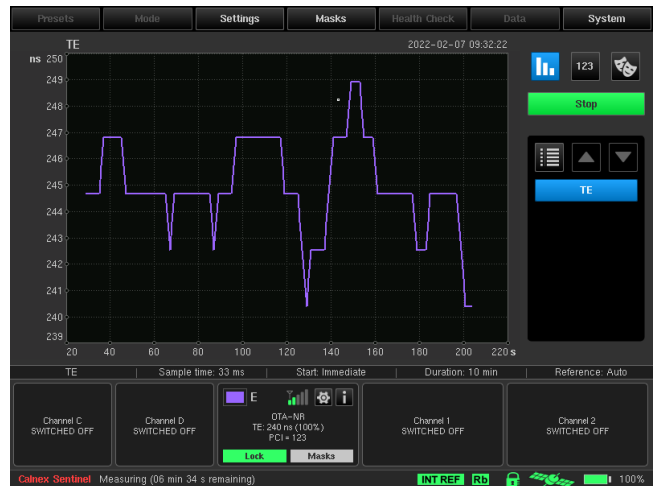 Presets Mode Settings Masks Health Check Data System
TE 2022-02-07 09:32:22
ns 250
249
248
247
246
245
244
243
242
241
240
239
20 40 60 80 100 120 140 160 180 200 220 s
123
Stop
TE
TE Sample time: 33 ms Start: Immediate Duration: 10 min Reference: Auto
Channel C
SWITCHED OFF
Channel D
SWITCHED OFF
E
OTA-NR
TE: 240 ns (100%)
PCI = 123
Lock Masks
Channel 1
SWITCHED OFF
Channel 2
SWITCHED OFF
Calnex Sentinel Measuring (06 min 34 s remaining) INT REF Rb 100%